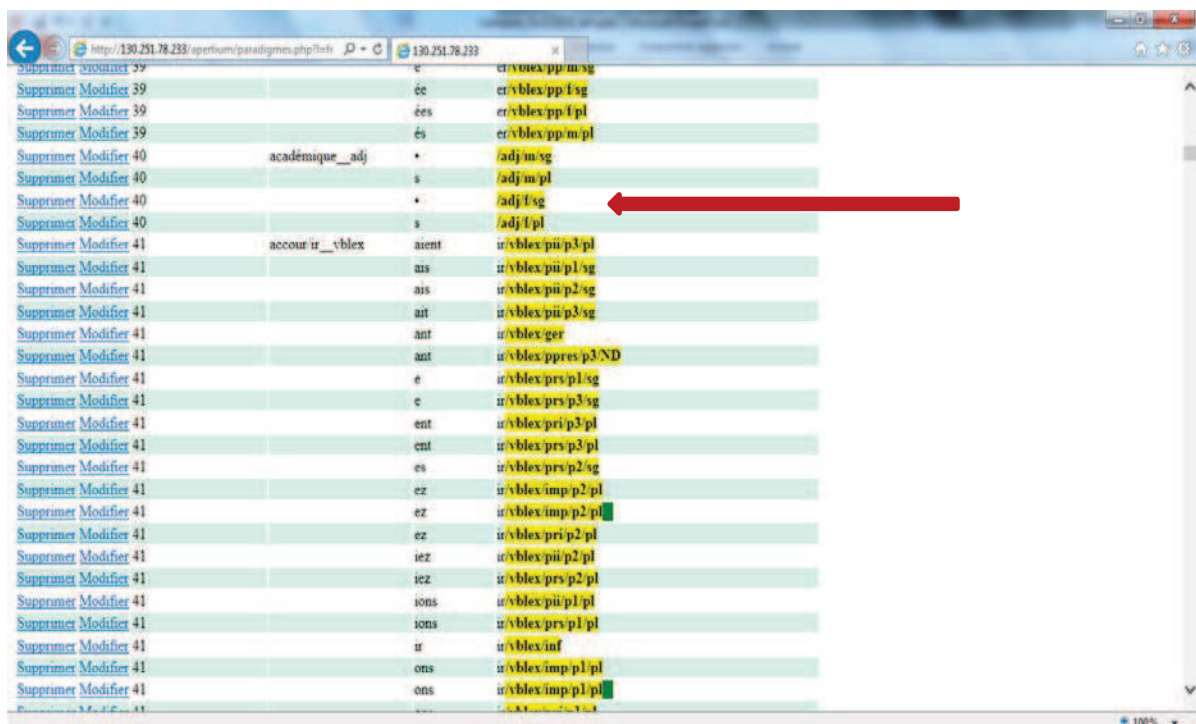 http://130.251.78.233/apertium/paradigmes.php?l=fr 130.251.78.233
Supprimer Modifier 39 e er/vblex/pp/m/sg
Supprimer Modifier 39 ée er/vblex/pp/f/sg
Supprimer Modifier 39 ées er/vblex/pp/f/pl
Supprimer Modifier 39 és er/vblex/pp/m/pl
Supprimer Modifier 40 académique__adj • /adj/m/sg
Supprimer Modifier 40 s /adj/m/pl
Supprimer Modifier 40 • /adj/f/sg
Supprimer Modifier 40 s /adj/f/pl
Supprimer Modifier 41 accour/ir__vblex aient ir/vblex/pii/p3/pl
Supprimer Modifier 41 ais ir/vblex/pii/p1/sg
Supprimer Modifier 41 ais ir/vblex/pii/p2/sg
Supprimer Modifier 41 ait ir/vblex/pii/p3/sg
Supprimer Modifier 41 ant ir/vblex/ger
Supprimer Modifier 41 ant ir/vblex/ppres/p3/ND
Supprimer Modifier 41 e ir/vblex/prs/p1/sg
Supprimer Modifier 41 e ir/vblex/prs/p3/sg
Supprimer Modifier 41 ent ir/vblex/pri/p3/pl
Supprimer Modifier 41 ent ir/vblex/prs/p3/pl
Supprimer Modifier 41 es ir/vblex/prs/p2/sg
Supprimer Modifier 41 ez ir/vblex/imp/p2/pl
Supprimer Modifier 41 ez ir/vblex/imp/p2/pl
Supprimer Modifier 41 ez ir/vblex/pri/p2/pl
Supprimer Modifier 41 iez ir/vblex/pii/p2/pl
Supprimer Modifier 41 iez ir/vblex/prs/p2/pl
Supprimer Modifier 41 ions ir/vblex/pii/p1/pl
Supprimer Modifier 41 ions ir/vblex/prs/p1/pl
Supprimer Modifier 41 ir ir/vblex/inf
Supprimer Modifier 41 ons ir/vblex/imp/p1/pl
Supprimer Modifier 41 ons ir/vblex/imp/p1/pl
100%